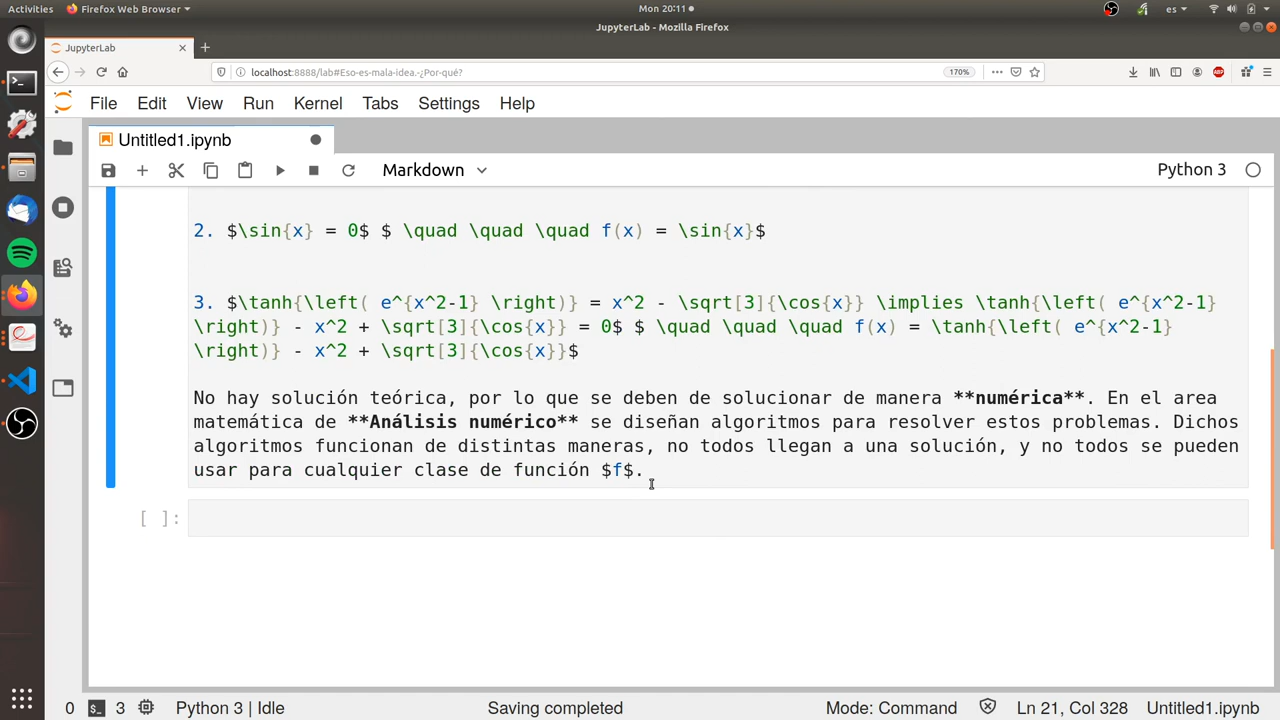 Activities Firefox Web Browser Mon 20:11 es
JupyterLab - Mozilla Firefox
JupyterLab
localhost:8888/lab#Eso-es-mala-idea.-¿Por-qué? 170% ABP
File Edit View Run Kernel Tabs Settings Help
Untitled1.ipynb
Markdown Python 3
2. $\sin{x} = 0$ $ \quad \quad \quad f(x) = \sin{x}$
3. $\tanh{\left( e^{x^2-1} \right)} = x^2 - \sqrt[3]{\cos{x}} \implies \tanh{\left( e^{x^2-1}
\right)} - x^2 + \sqrt[3]{\cos{x}} = 0$ $ \quad \quad \quad f(x) = \tanh{\left( e^{x^2-1}
\right)} - x^2 + \sqrt[3]{\cos{x}}$
No hay solución teórica, por lo que se deben de solucionar de manera **numérica**. En el area
matemática de **Análisis numérico** se diseñan algoritmos para resolver estos problemas. Dichos
algoritmos funcionan de distintas maneras, no todos llegan a una solución, y no todos se pueden
usar para cualquier clase de función $f$.
[ ]:
0 3 Python 3 | Idle Saving completed Mode: Command Ln 21, Col 328 Untitled1.ipynb